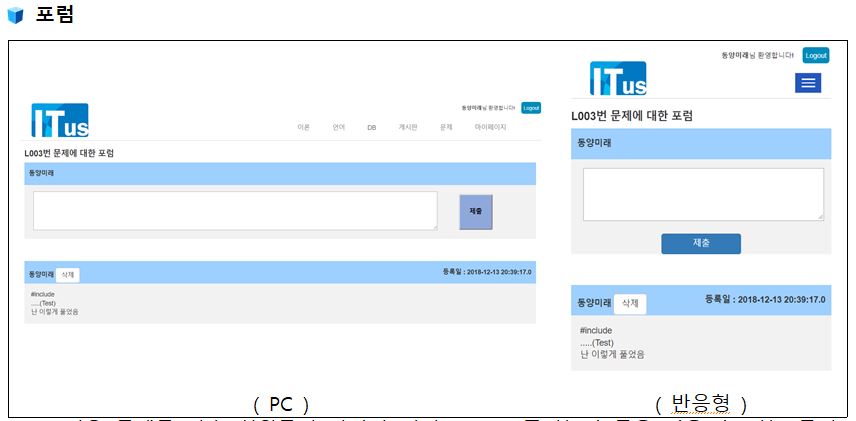 포럼
동양미래님 환영합니다! Logout
ITus
이론 언어 DB 게시판 문제 마이페이지
L003번 문제에 대한 포럼
동양미래
제출
동양미래 삭제 등록일 : 2018-12-13 20:39:17.0
#include
.....(Test)
난 이렇게 풀었음
( PC )
동양미래님 환영합니다! Logout
ITus
L003번 문제에 대한 포럼
동양미래
제출
동양미래 삭제 등록일 : 2018-12-13 20:39:17.0
#include
.....(Test)
난 이렇게 풀었음
( 반응형 )